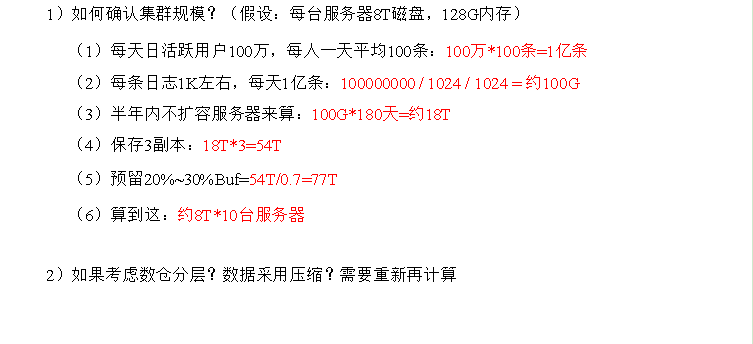 1）如何确认集群规模？（假设：每台服务器8T磁盘，128G内存）
（1）每天日活跃用户100万，每人一天平均100条：100万*100条=1亿条
（2）每条日志1K左右，每天1亿条：100000000 / 1024 / 1024 = 约100G
（3）半年内不扩容服务器来算：100G*180天=约18T
（4）保存3副本：18T*3=54T
（5）预留20%~30%Buf=54T/0.7=77T
（6）算到这：约8T*10台服务器
2）如果考虑数仓分层？数据采用压缩？需要重新再计算